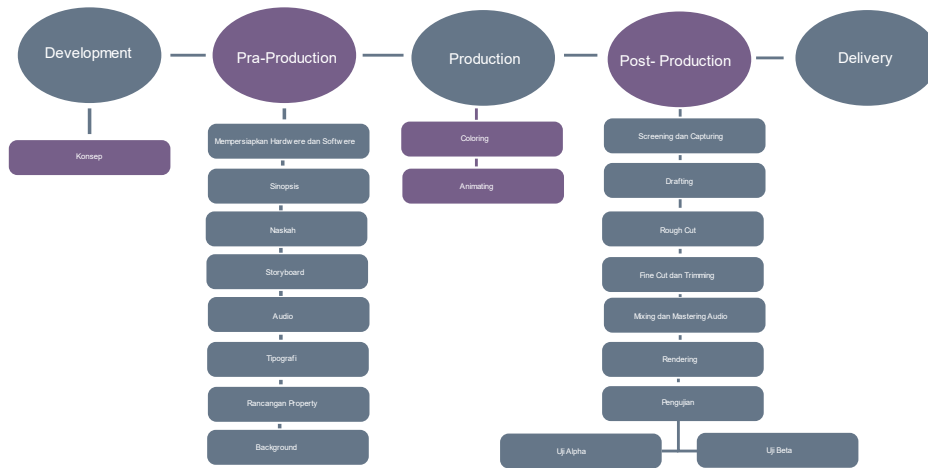 Development
Pra-Production
Production
Post- Production
Delivery
Konsep
Mempersiapkan Hardwere dan Softwere
Sinopsis
Naskah
Storyboard
Audio
Tipografi
Rancangan Property
Background
Coloring
Animating
Screening dan Capturing
Drafting
Rough Cut
Fine Cut dan Trimming
Mixing dan Mastering Audio
Rendering
Pengujian
Uji Alpha
Uji Beta